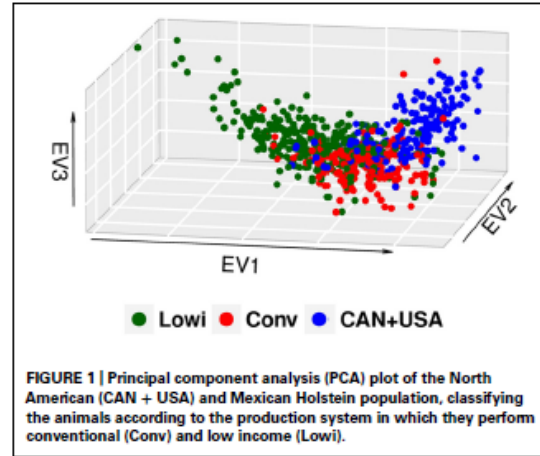 EV3
EV2
EV1
Lowi Conv CAN+USA
FIGURE 1 | Principal component analysis (PCA) plot of the North
American (CAN + USA) and Mexican Holstein population, classifying
the animals according to the production system in which they perform
conventional (Conv) and low income (Lowi).